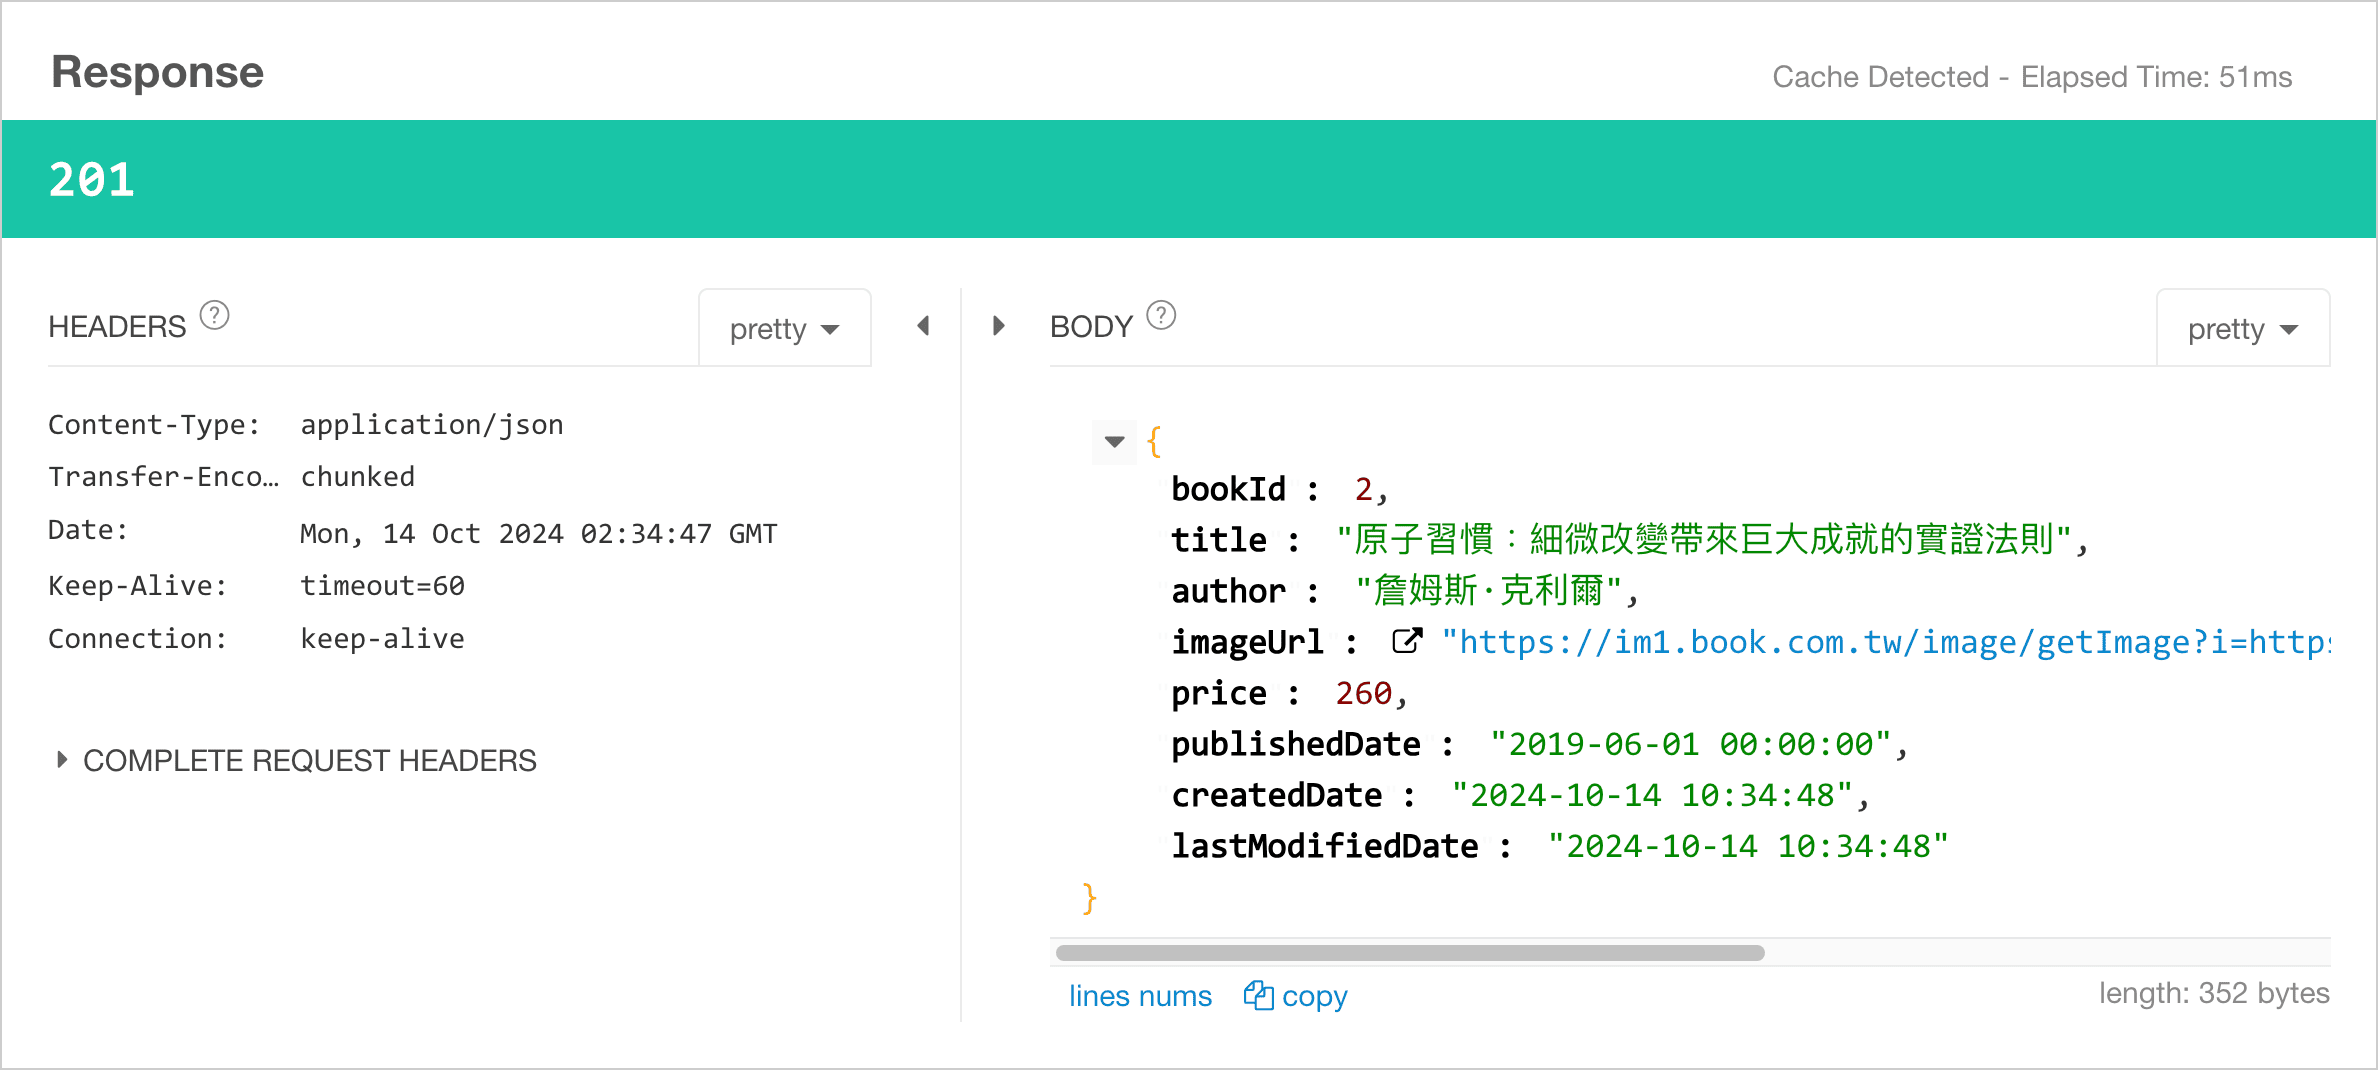 Response
Cache Detected - Elapsed Time: 51ms
201
HEADERS ?
pretty
Content-Type: application/json
Transfer-Enco… chunked
Date: Mon, 14 Oct 2024 02:34:47 GMT
Keep-Alive: timeout=60
Connection: keep-alive
COMPLETE REQUEST HEADERS
BODY ?
pretty
{
bookId : 2,
title : "原子習慣：細微改變帶來巨大成就的實證法則",
author : "詹姆斯·克利爾",
imageUrl : "https://im1.book.com.tw/image/getImage?i=https
price : 260,
publishedDate : "2019-06-01 00:00:00",
createdDate : "2024-10-14 10:34:48",
lastModifiedDate : "2024-10-14 10:34:48"
}
lines nums copy
length: 352 bytes